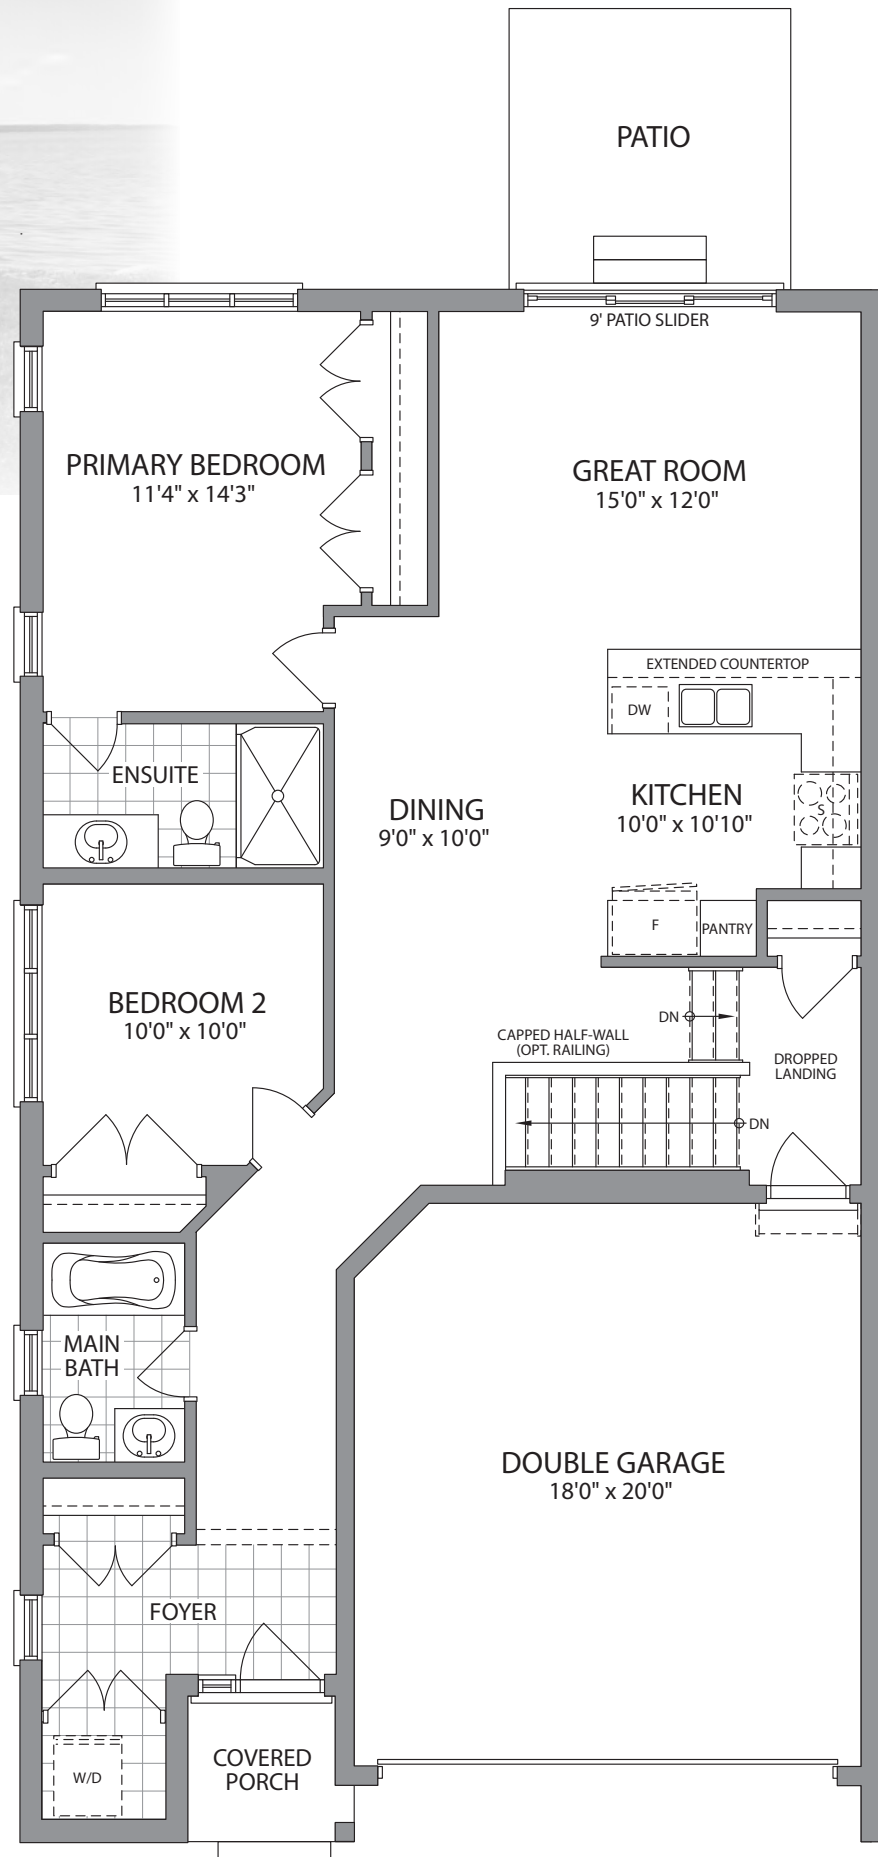 PATIO
9' PATIO SLIDER
PRIMARY BEDROOM
11'4" x 14'3"
GREAT ROOM
15'0" x 12'0"
EXTENDED COUNTERTOP
DW
ENSUITE
DINING
9'0" x 10'0"
KITCHEN
10'0" x 10'10"
S
F
PANTRY
BEDROOM 2
10'0" x 10'0"
DN
CAPPED HALF-WALL
(OPT. RAILING)
DROPPED
LANDING
DN
MAIN
BATH
DOUBLE GARAGE
18'0" x 20'0"
FOYER
COVERED
PORCH
W/D